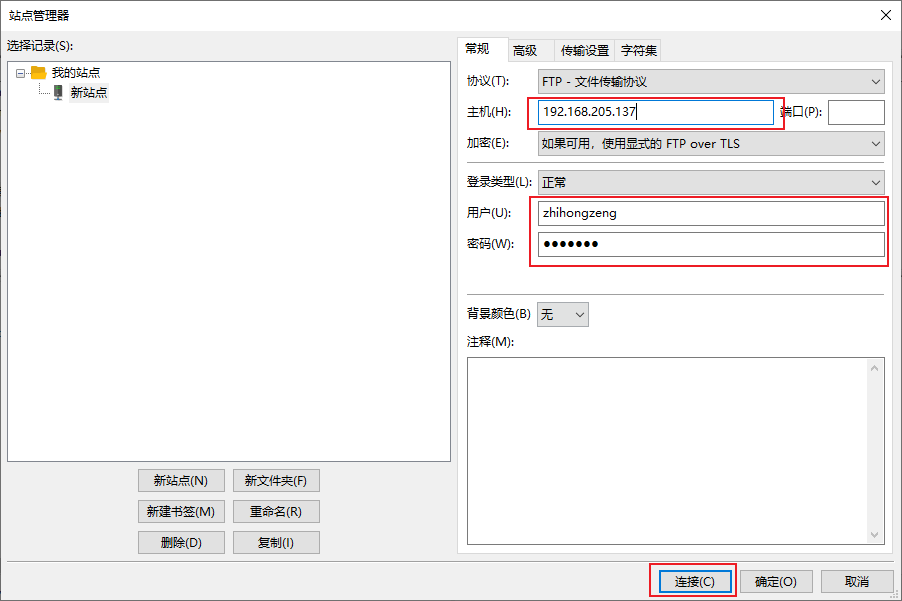 站点管理器
选择记录(S):
我的站点
新站点
新站点(N)
新文件夹(F)
新建书签(M)
重命名(R)
删除(D)
复制(I)
常规
高级
传输设置
字符集
协议(T):
FTP - 文件传输协议
主机(H):
192.168.205.137
端口(P):
加密(E):
如果可用，使用显式的 FTP over TLS
登录类型(L):
正常
用户(U):
zhihongzeng
密码(W):
●●●●●●●
背景颜色(B)
无
注释(M):
连接(C)
确定(O)
取消